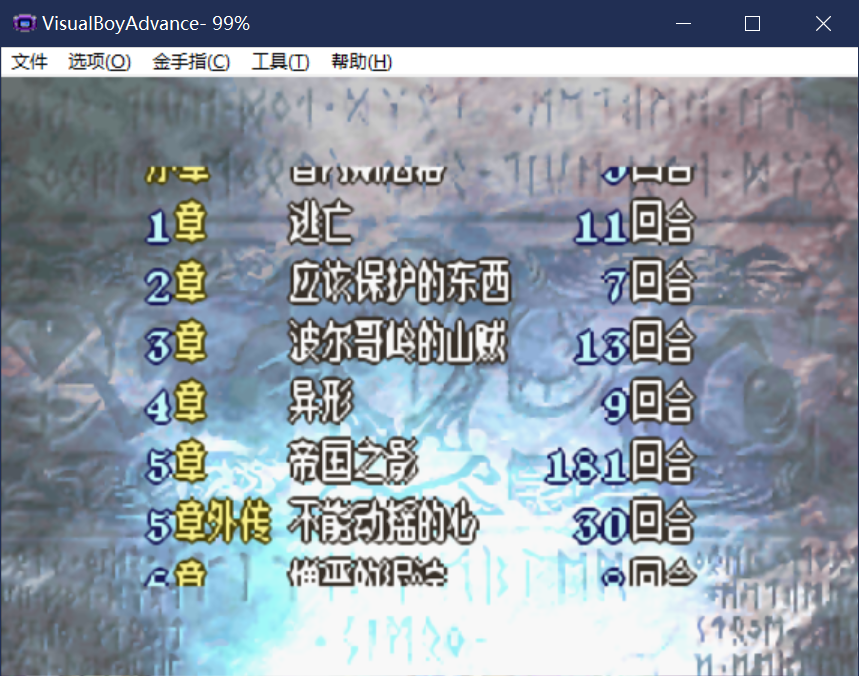 VisualBoyAdvance- 99%
文件 选项(O) 金手指(C) 工具(T) 帮助(H)
1章 逃亡 11回合
2章 应该保护的东西 7回合
3章 波尔哥岭的山贼 13回合
4章 异形 9回合
5章 帝国之影 181回合
5章外传 不能动摇的心 30回合
6章 回合